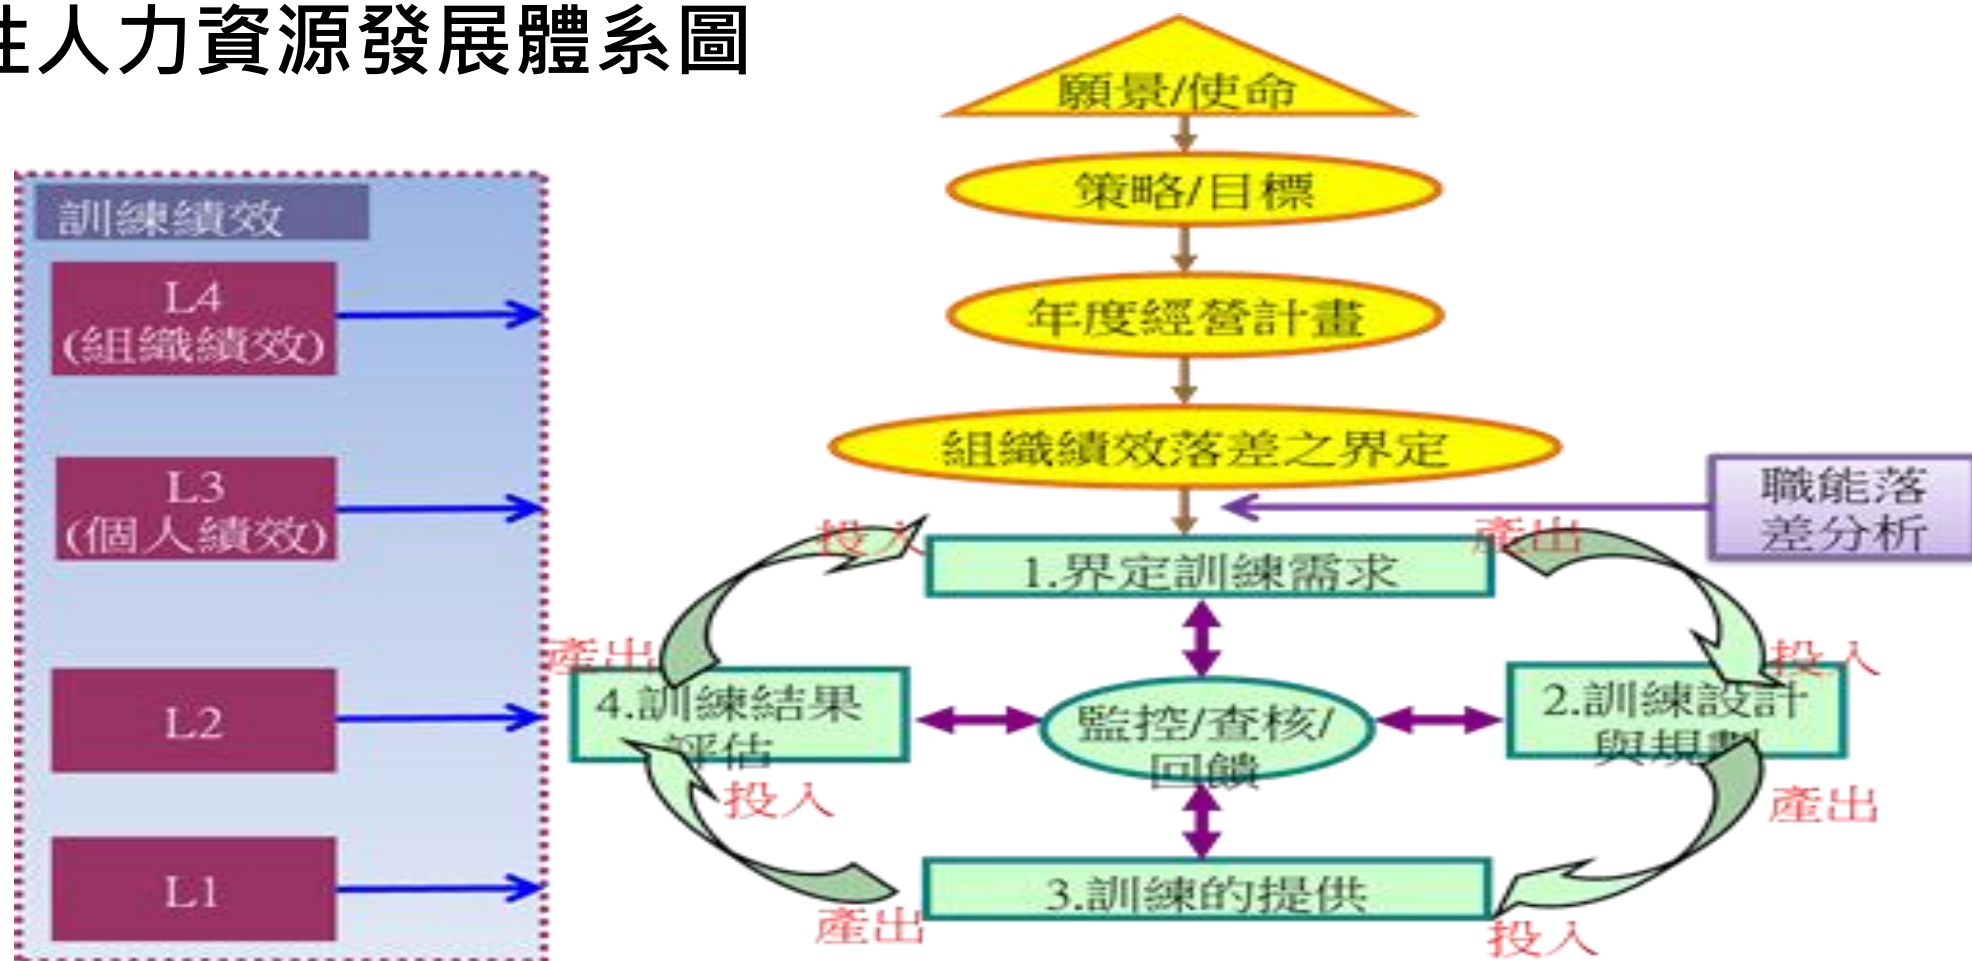 人力資源發展體系圖
願景/使命
策略/目標
年度經營計畫
組織績效落差之界定
職能落
差分析
訓練績效
L4
(組織績效)
L3
(個人績效)
L2
L1
投入
1.界定訓練需求
產出
投入
2.訓練設計
與規劃
產出
投入
3.訓練的提供
產出
投入
4.訓練結果
評估
產出
監控/查核/
回饋